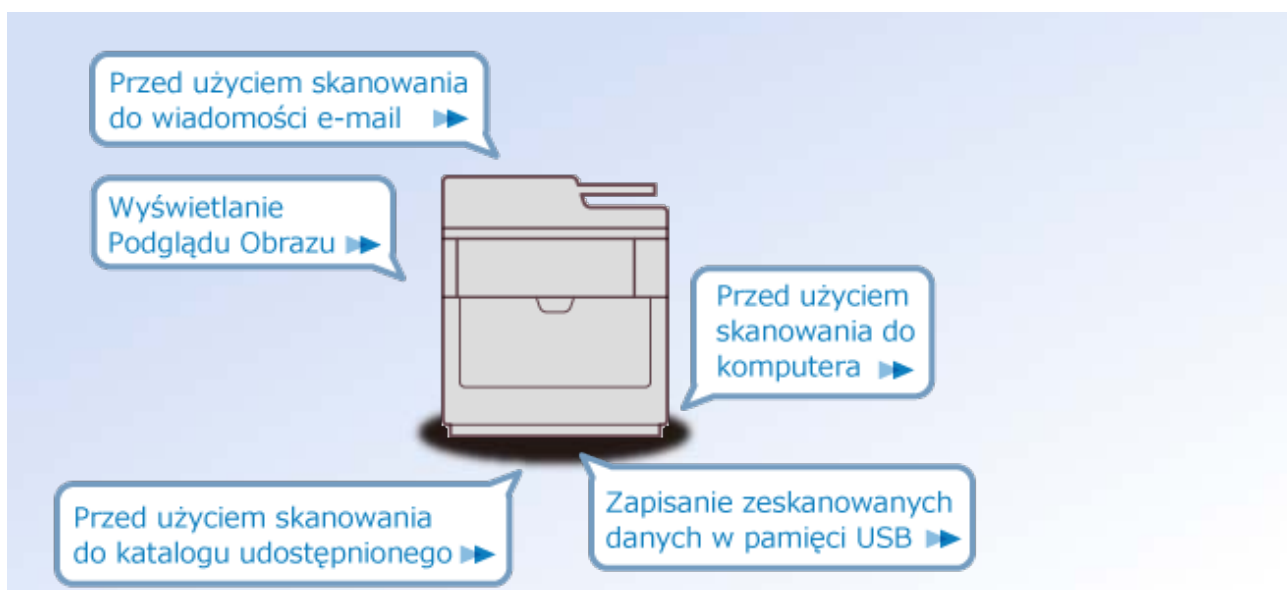 Przed użyciem skanowania
do wiadomości e-mail
Wyświetlanie
Podglądu Obrazu
Przed użyciem
skanowania do
komputera
Zapisanie zeskanowanych
danych w pamięci USB
Przed użyciem skanowania
do katalogu udostępnionego